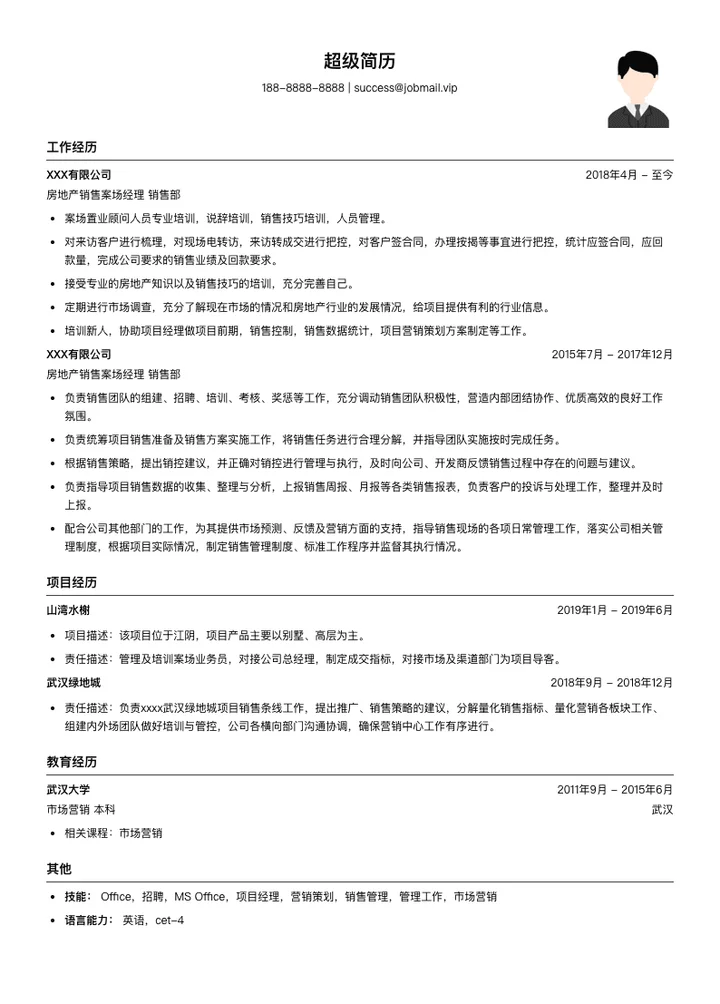 超级简历
188-8888-8888 | success@jobmail.vip
工作经历
XXX有限公司 2018年4月 – 至今
房地产销售案场经理 销售部
• 案场置业顾问人员专业培训，说辞培训，销售技巧培训，人员管理。
• 对来访客户进行梳理，对现场电转访，来访转成交进行把控，对客户签合同，办理按揭等事宜进行把控，统计应签合同，应回
款量，完成公司要求的销售业绩及回款要求。
• 接受专业的房地产知识以及销售技巧的培训，充分完善自己。
• 定期进行市场调查，充分了解现在市场的情况和房地产行业的发展情况，给项目提供有利的行业信息。
• 培训新人，协助项目经理做项目前期，销售控制，销售数据统计，项目营销策划方案制定等工作。
XXX有限公司 2015年7月 – 2017年12月
房地产销售案场经理 销售部
• 负责销售团队的组建、招聘、培训、考核、奖惩等工作，充分调动销售团队积极性，营造内部团结协作、优质高效的良好工作
氛围。
• 负责统筹项目销售准备及销售方案实施工作，将销售任务进行合理分解，并指导团队实施按时完成任务。
• 根据销售策略，提出销控建议，并正确对销控进行管理与执行，及时向公司、开发商反馈销售过程中存在的问题与建议。
• 负责指导项目销售数据的收集、整理与分析，上报销售周报、月报等各类销售报表，负责客户的投诉与处理工作，整理并及时
上报。
• 配合公司其他部门的工作，为其提供市场预测、反馈及营销方面的支持，指导销售现场的各项日常管理工作，落实公司相关管
理制度，根据项目实际情况，制定销售管理制度、标准工作程序并监督其执行情况。
项目经历
山湾水榭 2019年1月 – 2019年6月
• 项目描述：该项目位于江阴，项目产品主要以别墅、高层为主。
• 责任描述：管理及培训案场业务员，对接公司总经理，制定成交指标，对接市场及渠道部门为项目导客。
武汉绿地城 2018年9月 – 2018年12月
• 责任描述：负责xxxx武汉绿地城项目销售条线工作，提出推广、销售策略的建议，分解量化销售指标、量化营销各板块工作、
组建内外场团队做好培训与管控，公司各横向部门沟通协调，确保营销中心工作有序进行。
教育经历
武汉大学 2011年9月 – 2015年6月
市场营销 本科 武汉
• 相关课程：市场营销
其他
• 技能： Office，招聘，MS Office，项目经理，营销策划，销售管理，管理工作，市场营销
• 语言能力： 英语，cet-4